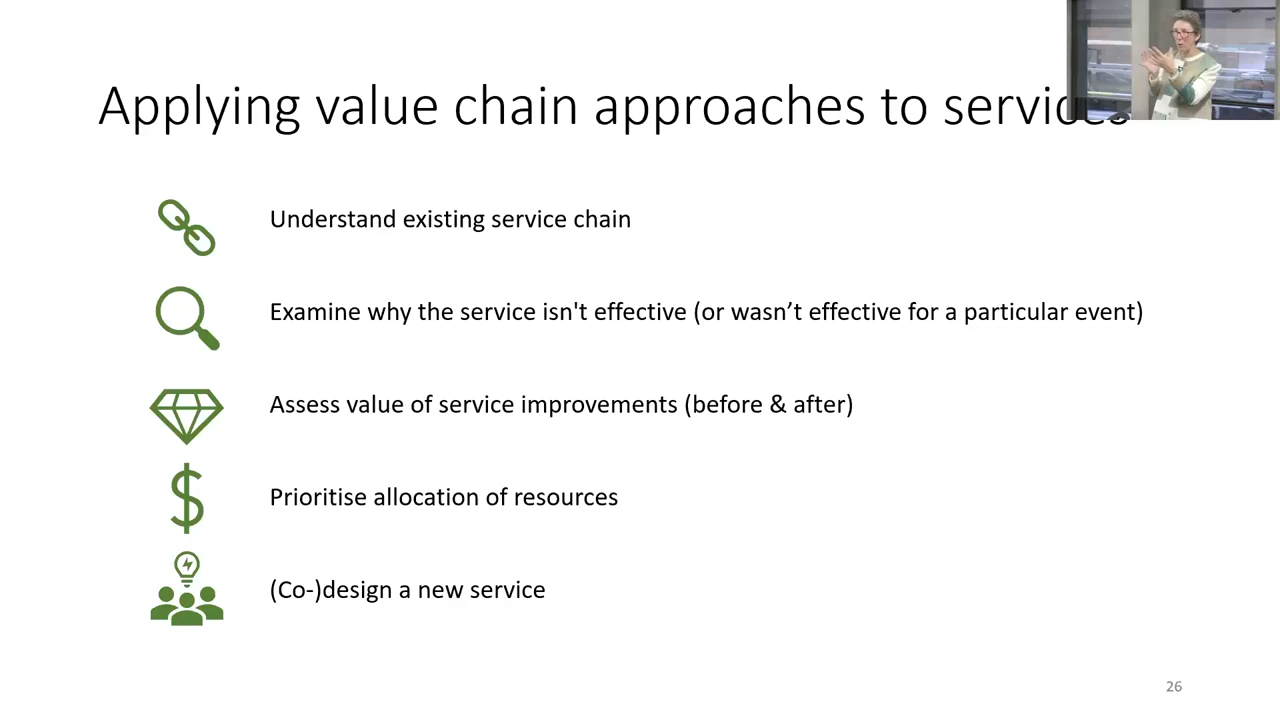 Applying value chain approaches to services
Understand existing service chain
Examine why the service isn't effective (or wasn’t effective for a particular event)
Assess value of service improvements (before & after)
$
Prioritise allocation of resources
(Co-)design a new service
26